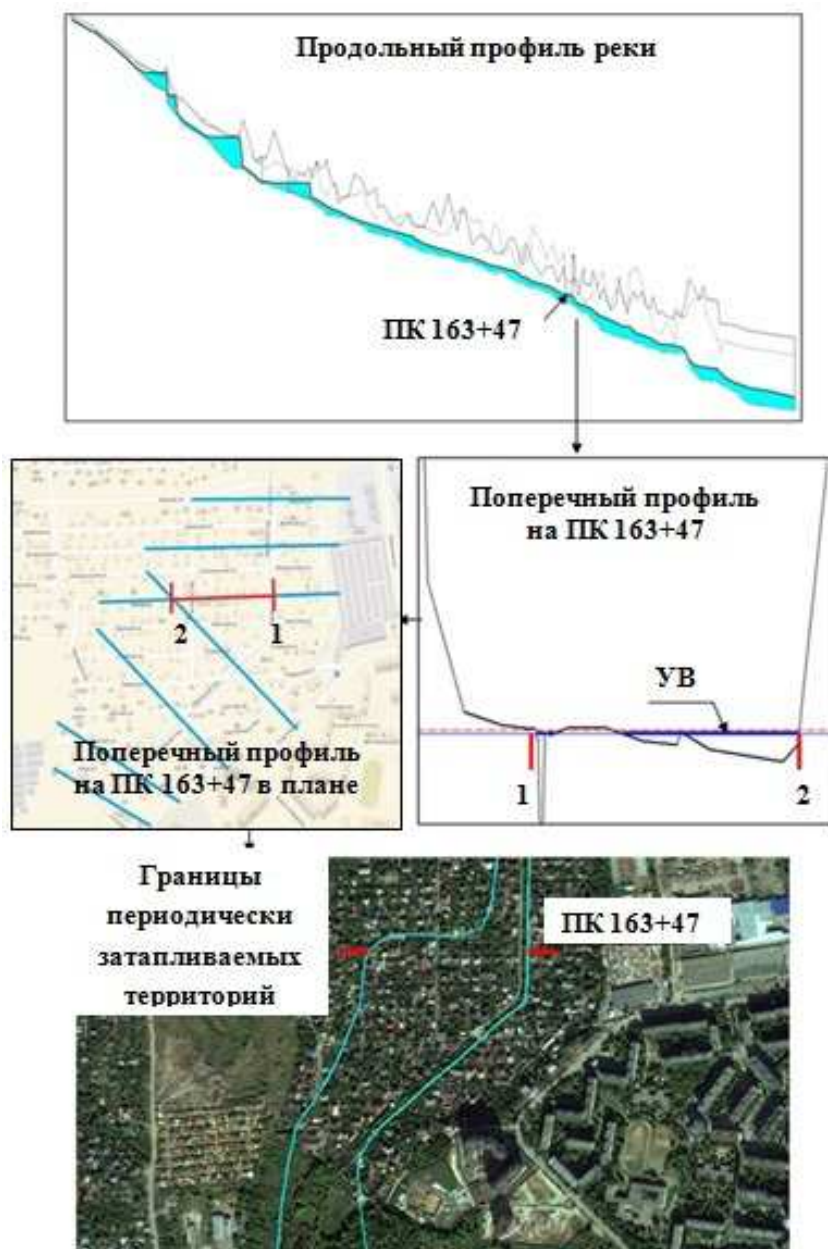 Продольный профиль реки
ПК 163+47
Поперечный профиль
на ПК 163+47 в плане
2
1
Поперечный профиль
на ПК 163+47
УВ
1
2
Границы
периодически
затапливаемых
территорий
ПК 163+47